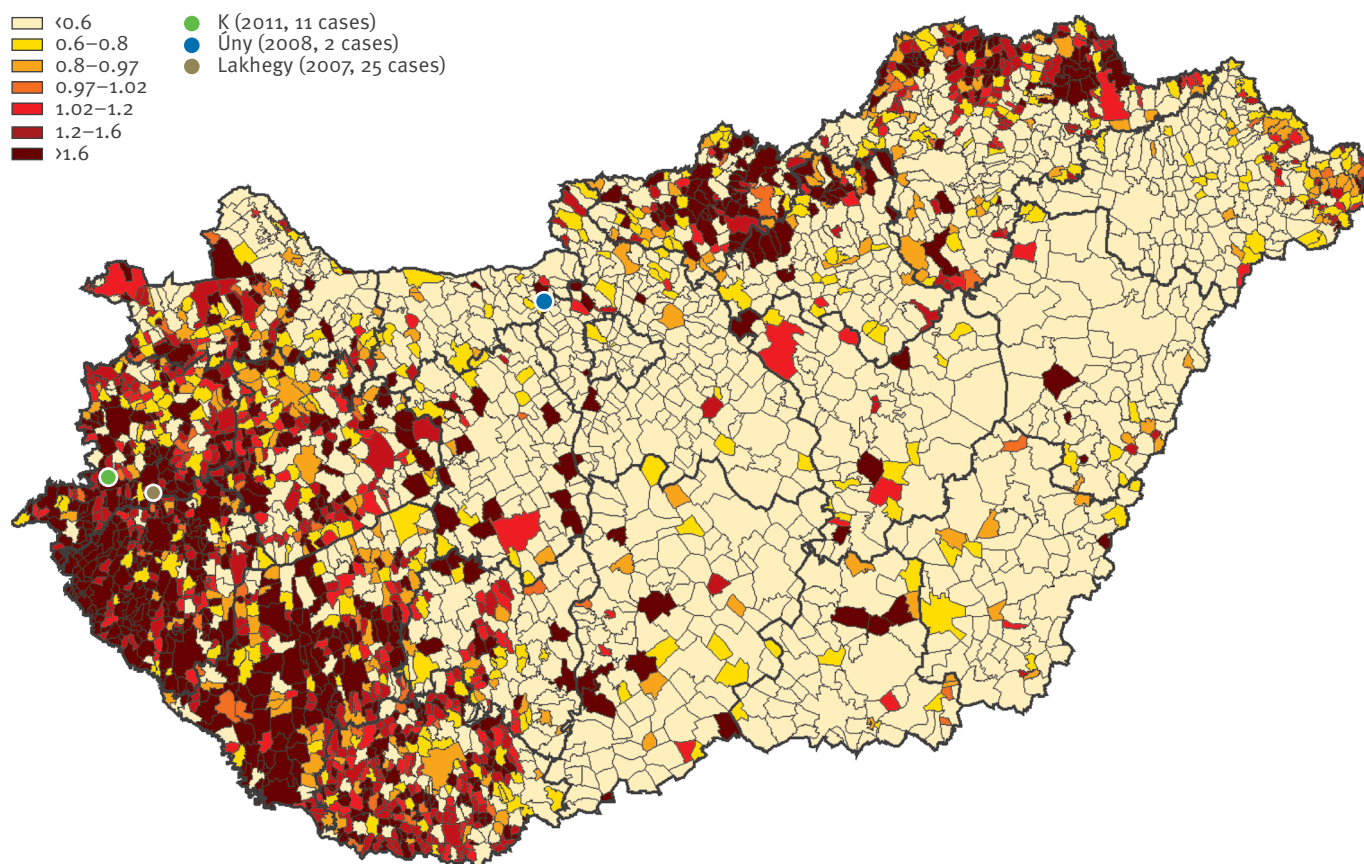 <0.6
0.6–0.8
0.8–0.97
0.97–1.02
1.02–1.2
1.2–1.6
>1.6
K (2011, 11 cases)
Úny (2008, 2 cases)
Lakhegy (2007, 25 cases)